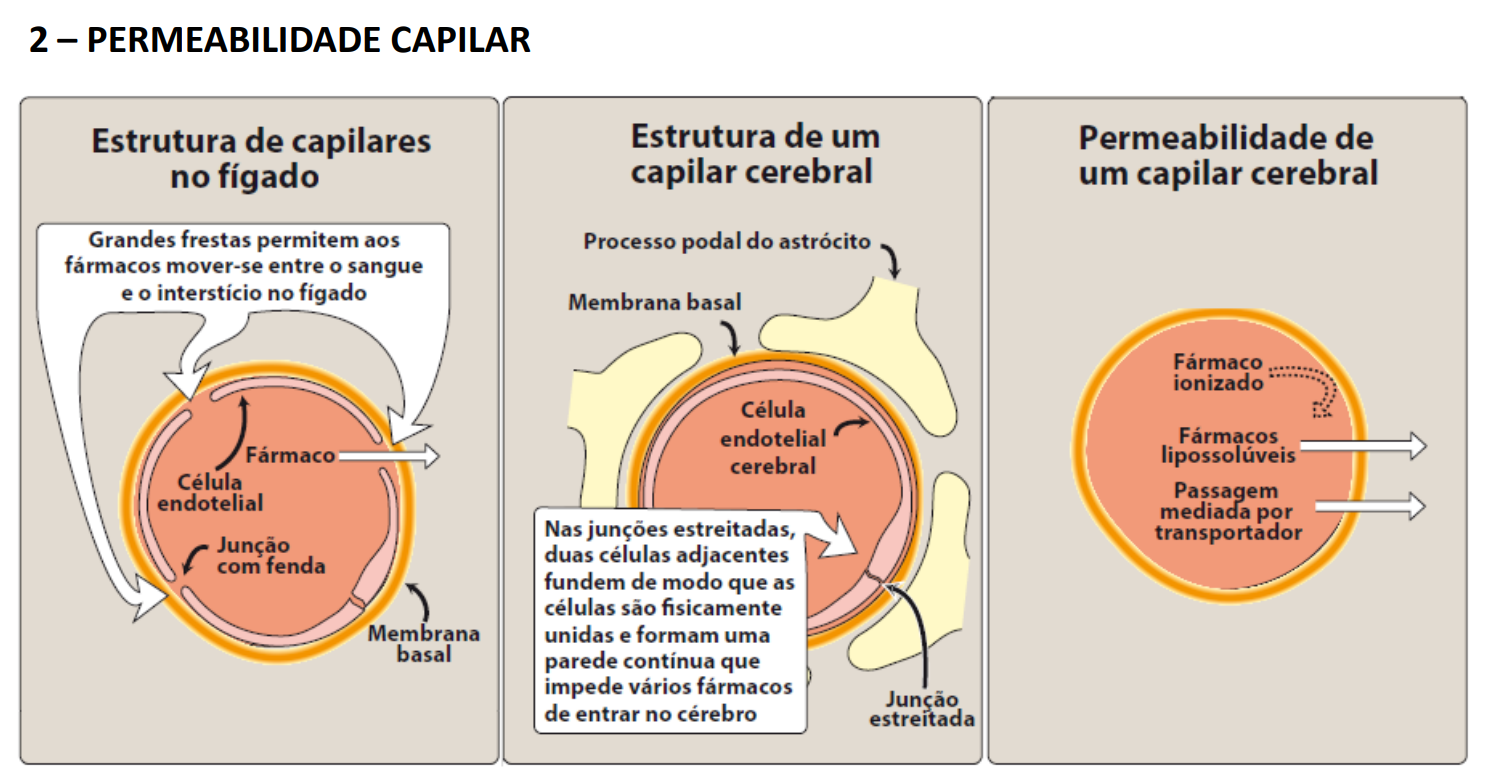 2 – PERMEABILIDADE CAPILAR
Estrutura de capilares
no fígado
Grandes frestas permitem aos
fármacos mover-se entre o sangue
e o interstício no fígado
Fármaco
Célula
endotelial
Junção
com fenda
Membrana
basal
Estrutura de um
capilar cerebral
Processo podal do astrócito
Membrana basal
Célula
endotelial
cerebral
Nas junções estreitadas,
duas células adjacentes
fundem de modo que as
células são fisicamente
unidas e formam uma
parede contínua que
impede vários fármacos
de entrar no cérebro
Junção
estreitada
Permeabilidade de
um capilar cerebral
Fármaco
ionizado
Fármacos
lipossolúveis
Passagem
mediada por
transportador